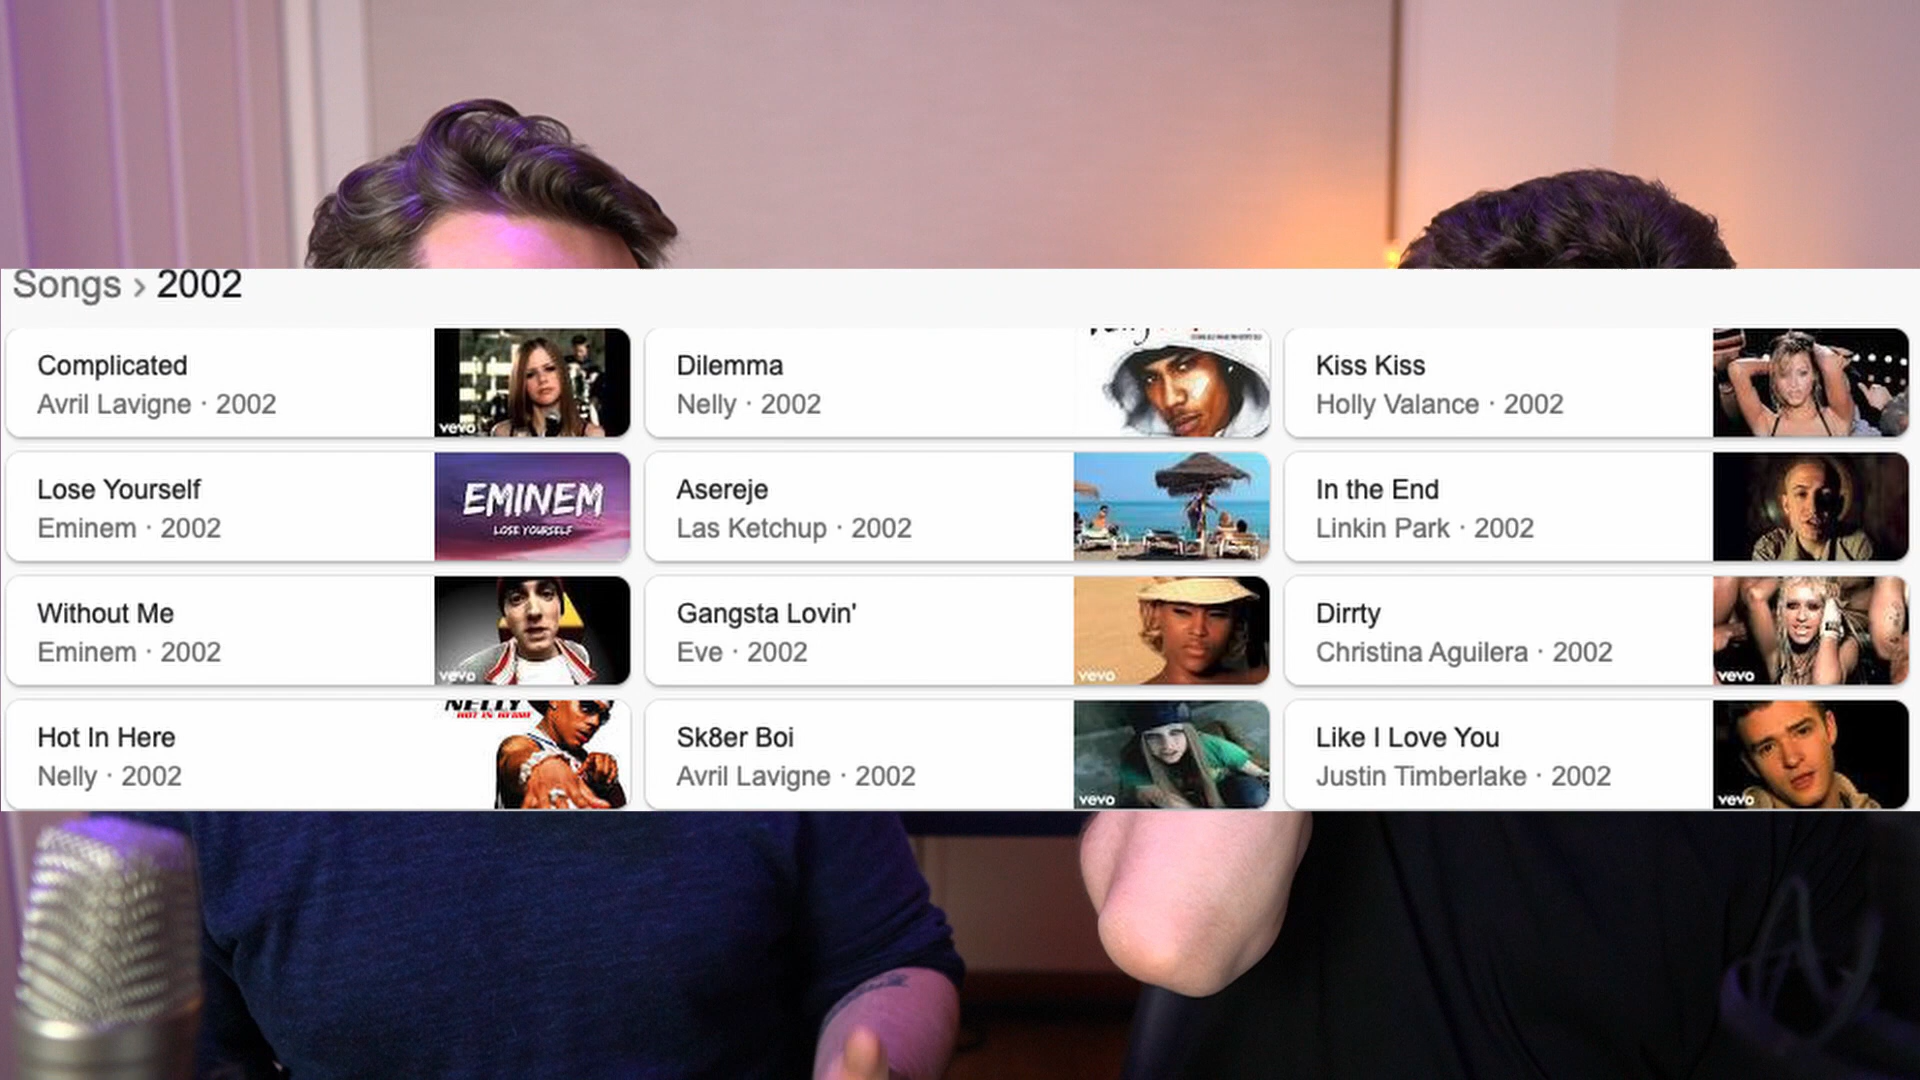 Songs › 2002
Complicated
Avril Lavigne · 2002
vevo
Dilemma
Nelly · 2002
Kiss Kiss
Holly Valance · 2002
Lose Yourself
Eminem · 2002
EMINEM
LOSE YOURSELF
Asereje
Las Ketchup · 2002
In the End
Linkin Park · 2002
Without Me
Eminem · 2002
vevo
Gangsta Lovin'
Eve · 2002
vevo
Dirrty
Christina Aguilera · 2002
vevo
Hot In Here
Nelly · 2002
NELLY
HOT IN HERRE
Sk8er Boi
Avril Lavigne · 2002
vevo
Like I Love You
Justin Timberlake · 2002
vevo